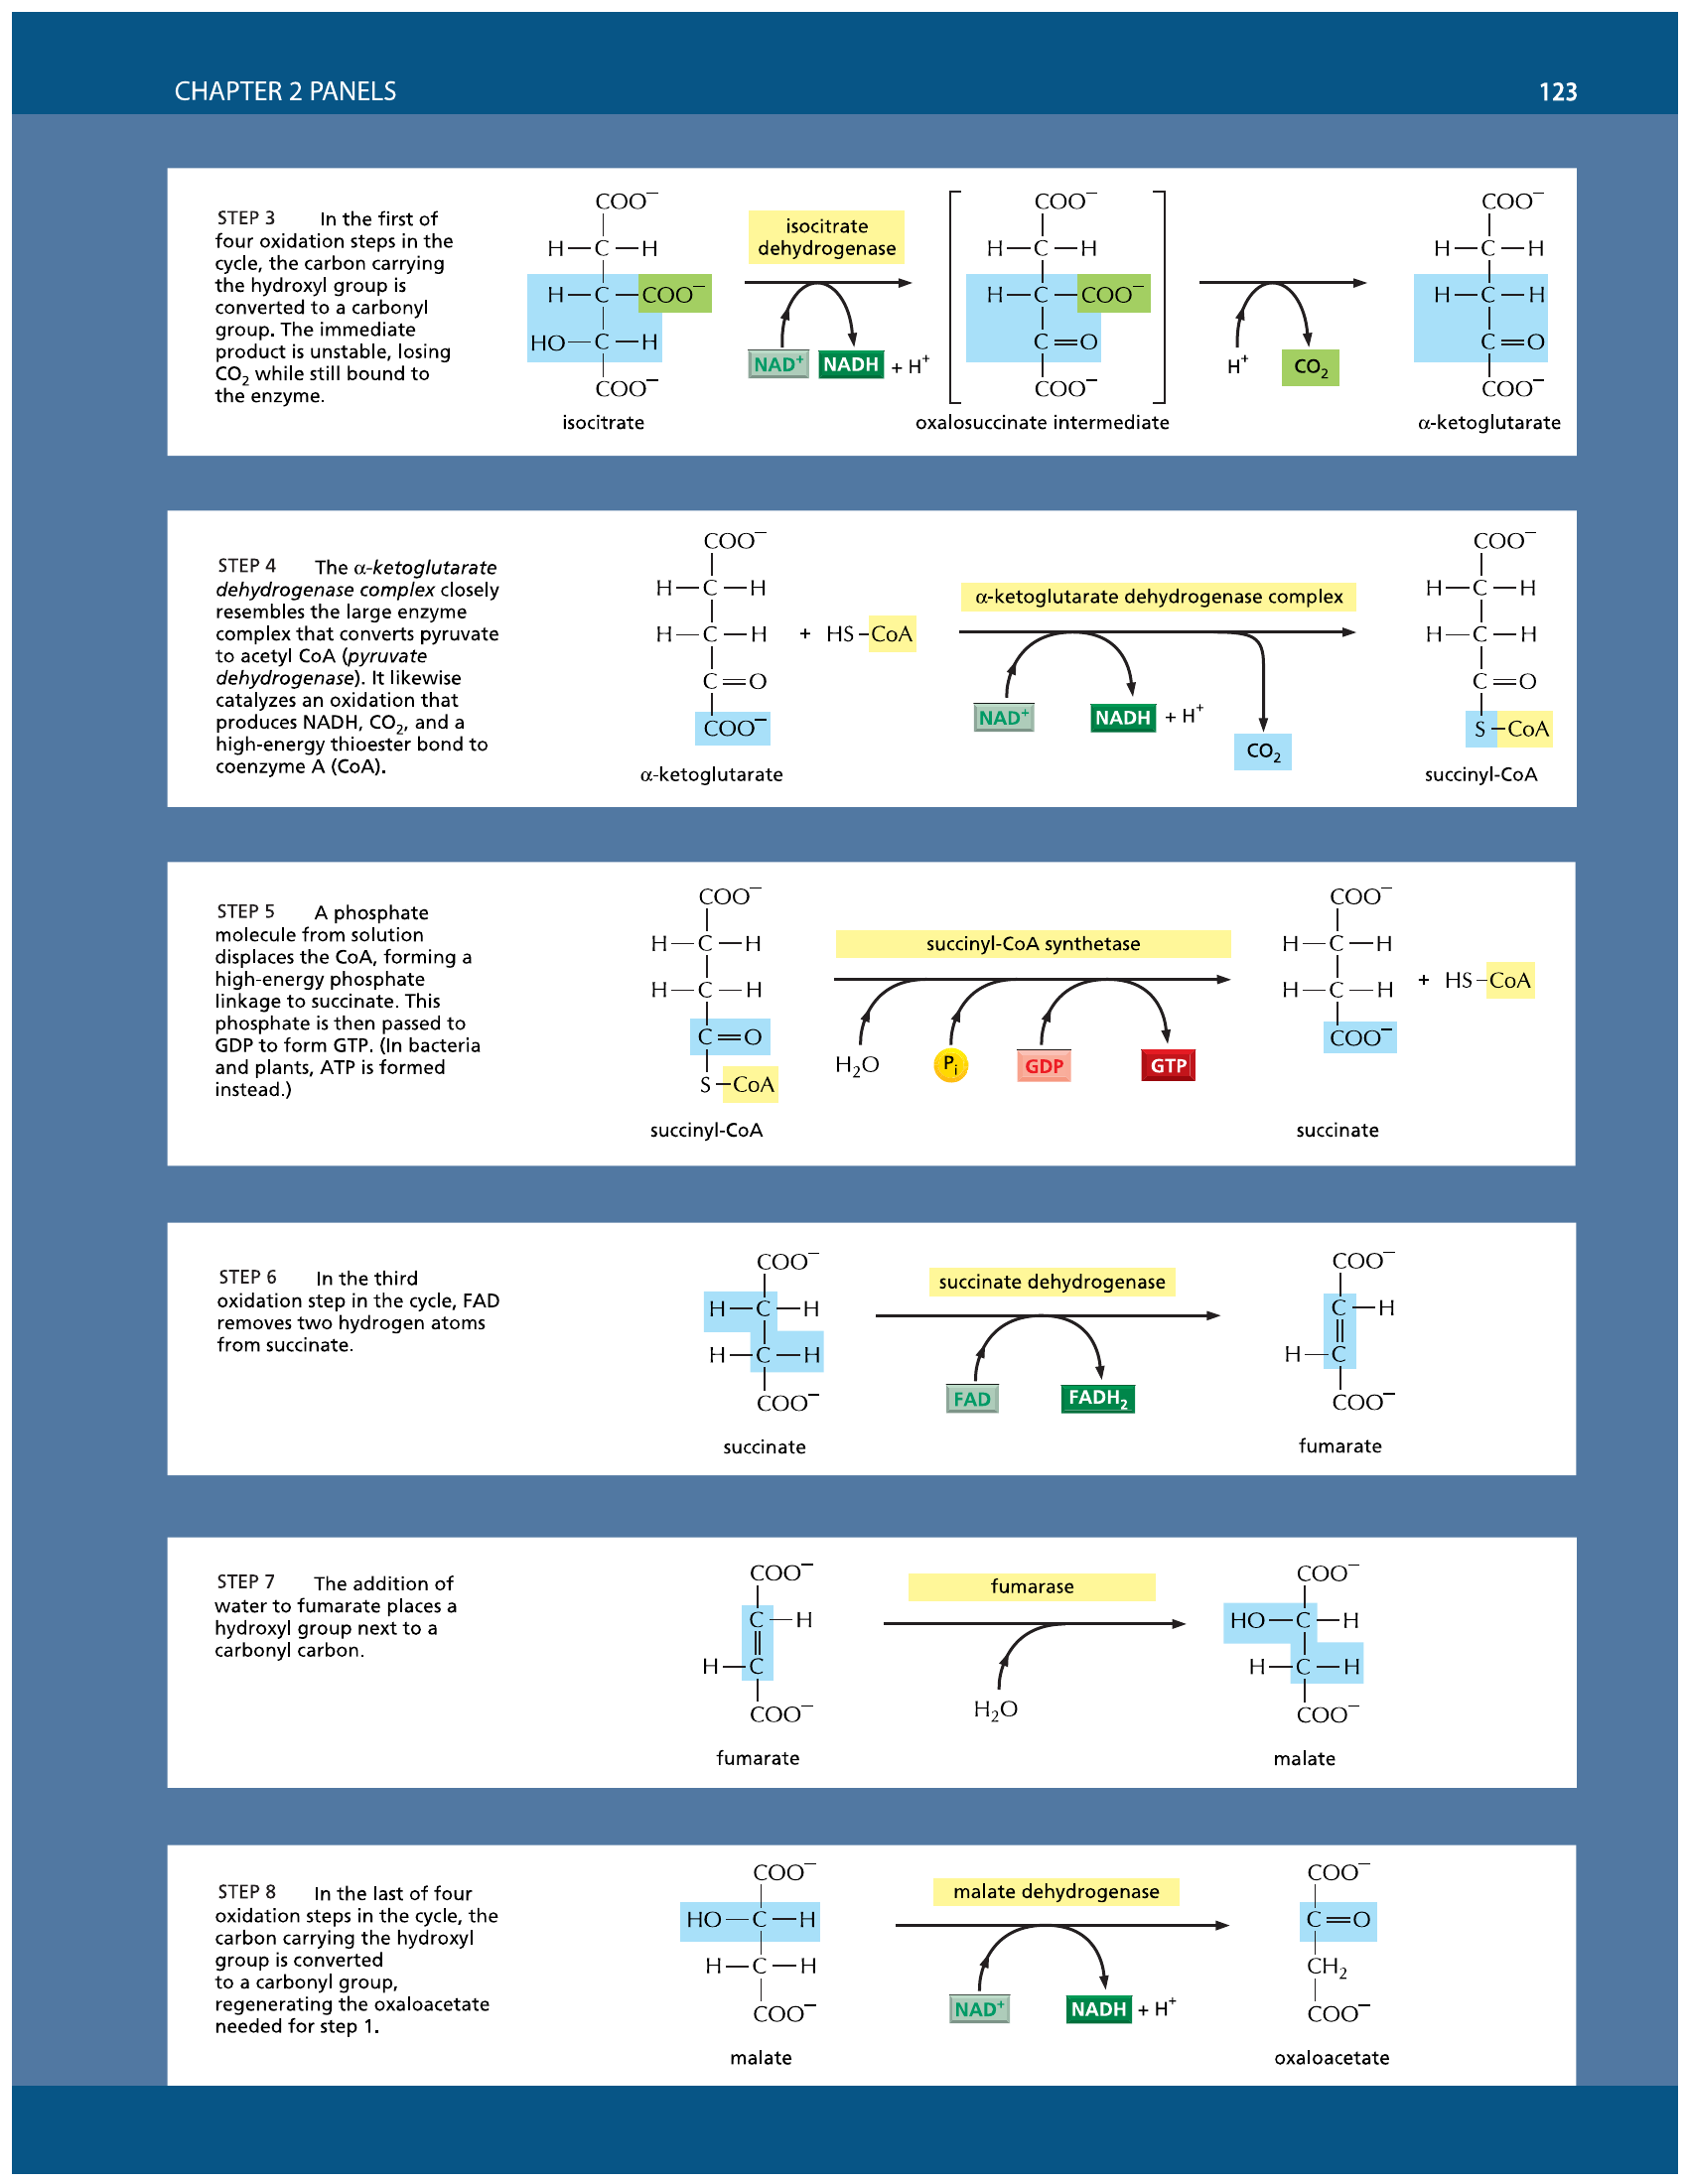 CHAPTER 2 PANELS
123
STEP 3 In the first of
four oxidation steps in the
cycle, the carbon carrying
the hydroxyl group is
converted to a carbonyl
group. The immediate
product is unstable, losing
CO₂ while still bound to
the enzyme.
COO⁻
H—C—H
H—C—COO⁻
HO—C—H
COO⁻
isocitrate
isocitrate
dehydrogenase
NAD⁺ NADH + H⁺
COO⁻
H—C—H
H—C—COO⁻
C=O
COO⁻
oxalosuccinate intermediate
H⁺ CO₂
COO⁻
H—C—H
H—C—H
C=O
COO⁻
α-ketoglutarate
STEP 4 The α-ketoglutarate
dehydrogenase complex closely
resembles the large enzyme
complex that converts pyruvate
to acetyl CoA (pyruvate
dehydrogenase). It likewise
catalyzes an oxidation that
produces NADH, CO₂, and a
high-energy thioester bond to
coenzyme A (CoA).
COO⁻
H—C—H
H—C—H + HS–CoA
C=O
COO⁻
α-ketoglutarate
α-ketoglutarate dehydrogenase complex
NAD⁺ NADH + H⁺
CO₂
COO⁻
H—C—H
H—C—H
C=O
S–CoA
succinyl-CoA
STEP 5 A phosphate
molecule from solution
displaces the CoA, forming a
high-energy phosphate
linkage to succinate. This
phosphate is then passed to
GDP to form GTP. (In bacteria
and plants, ATP is formed
instead.)
COO⁻
H—C—H
H—C—H
C=O
S–CoA
succinyl-CoA
succinyl-CoA synthetase
H₂O Pᵢ GDP GTP
COO⁻
H—C—H
H—C—H + HS–CoA
COO⁻
succinate
STEP 6 In the third
oxidation step in the cycle, FAD
removes two hydrogen atoms
from succinate.
COO⁻
H—C—H
H—C—H
COO⁻
succinate
succinate dehydrogenase
FAD FADH₂
COO⁻
C—H
H—C
COO⁻
fumarate
STEP 7 The addition of
water to fumarate places a
hydroxyl group next to a
carbonyl carbon.
COO⁻
C—H
H—C
COO⁻
fumarate
fumarase
H₂O
COO⁻
HO—C—H
H—C—H
COO⁻
malate
STEP 8 In the last of four
oxidation steps in the cycle, the
carbon carrying the hydroxyl
group is converted
to a carbonyl group,
regenerating the oxaloacetate
needed for step 1.
COO⁻
HO—C—H
H—C—H
COO⁻
malate
malate dehydrogenase
NAD⁺ NADH + H⁺
COO⁻
C=O
CH₂
COO⁻
oxaloacetate